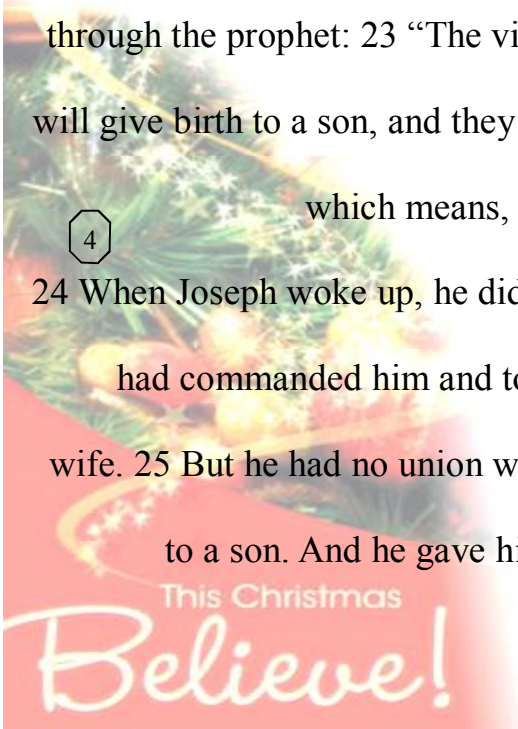 through the prophet: 23 “The vi
will give birth to a son, and they
which means,
4
24 When Joseph woke up, he did
had commanded him and to
wife. 25 But he had no union w
to a son. And he gave hi
This Christmas
Believe!